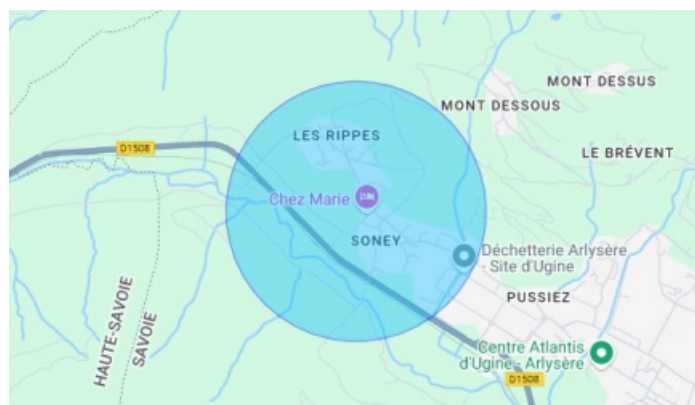 MONT DESSUS
MONT DESSOUS
LES RIPPES
D1508
LE BRÉVENT
Chez Marie
SONEY
Déchetterie Arlysère
- Site d'Ugine
PUSSIEZ
HAUTE-SAVOIE
SAVOIE
Centre Atlantis
d'Ugine - Arlysère
D1508